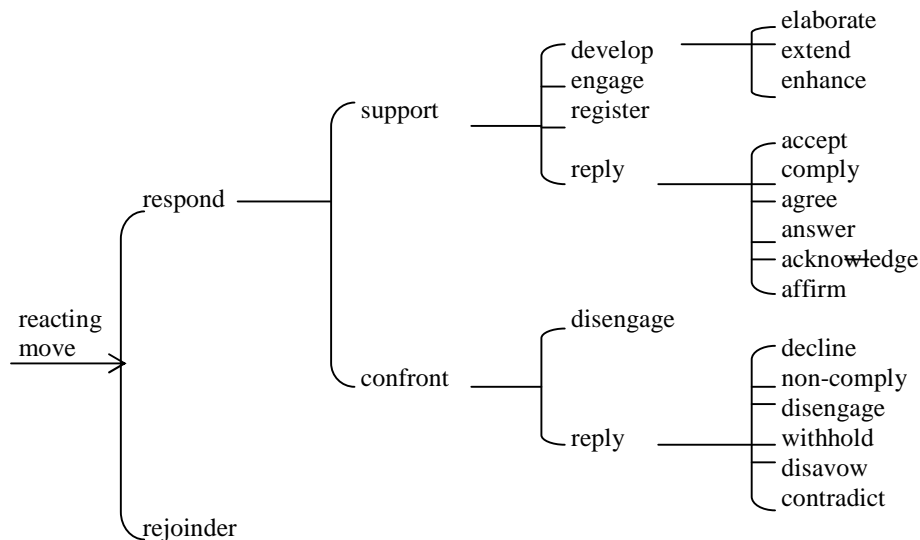 elaborate
develop
extend
engage
enhance
support
register
accept
reply
comply
respond
agree
answer
acknowledge
affirm
reacting
move
disengage
decline
confront
non-comply
disengage
reply
withhold
disavow
contradict
rejoinder